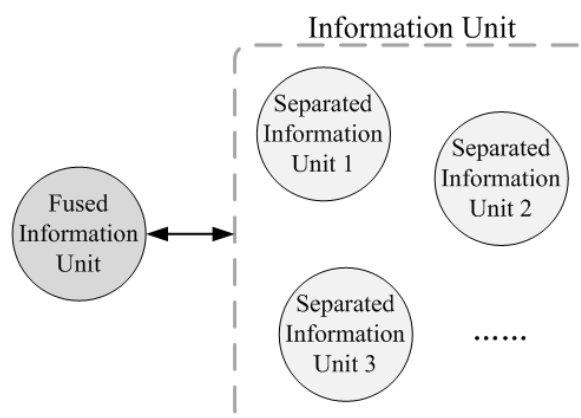 Information Unit
Separated
Information
Unit 1
Separated
Information
Unit 2
Fused
Information
Unit
Separated
Information
Unit 3
......